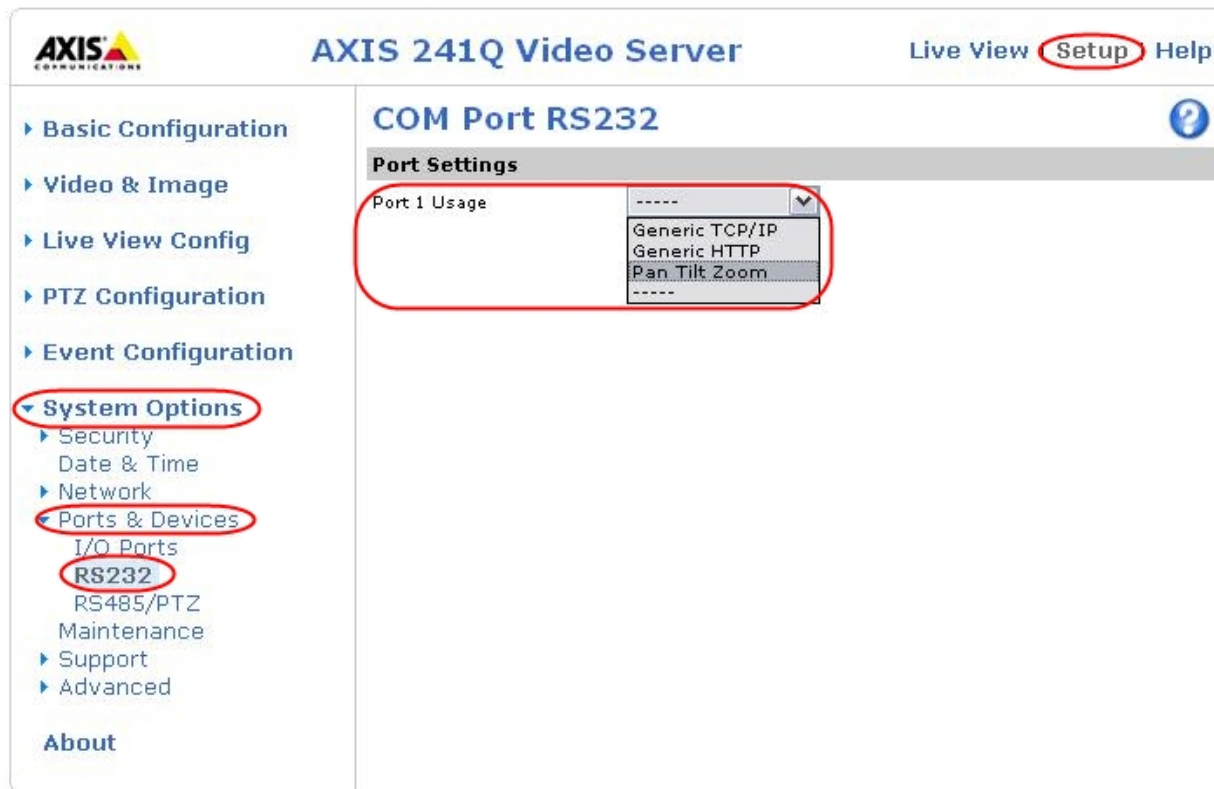 AXIS
COMMUNICATIONS
AXIS 241Q Video Server
Live View | Setup | Help
Basic Configuration
Video & Image
Live View Config
PTZ Configuration
Event Configuration
System Options
Security
Date & Time
Network
Ports & Devices
I/O Ports
RS232
RS485/PTZ
Maintenance
Support
Advanced
About
COM Port RS232
?
Port Settings
Port 1 Usage
-----
Generic TCP/IP
Generic HTTP
Pan Tilt Zoom
-----